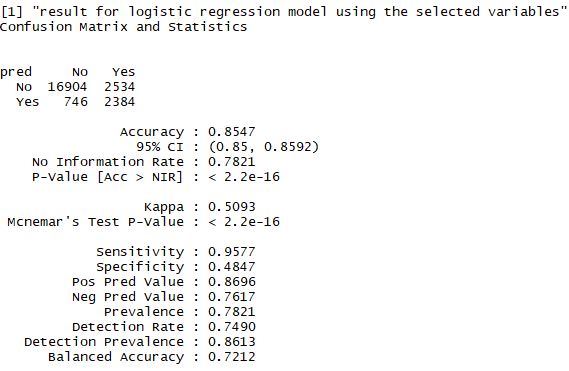 [1] "result for logistic regression model using the selected variables"
Confusion Matrix and Statistics
pred No Yes
No 16904 2534
Yes 746 2384
Accuracy : 0.8547
95% CI : (0.85, 0.8592)
No Information Rate : 0.7821
P-Value [Acc > NIR] : < 2.2e-16
Kappa : 0.5093
Mcnemar's Test P-Value : < 2.2e-16
Sensitivity : 0.9577
Specificity : 0.4847
Pos Pred Value : 0.8696
Neg Pred Value : 0.7617
Prevalence : 0.7821
Detection Rate : 0.7490
Detection Prevalence : 0.8613
Balanced Accuracy : 0.7212